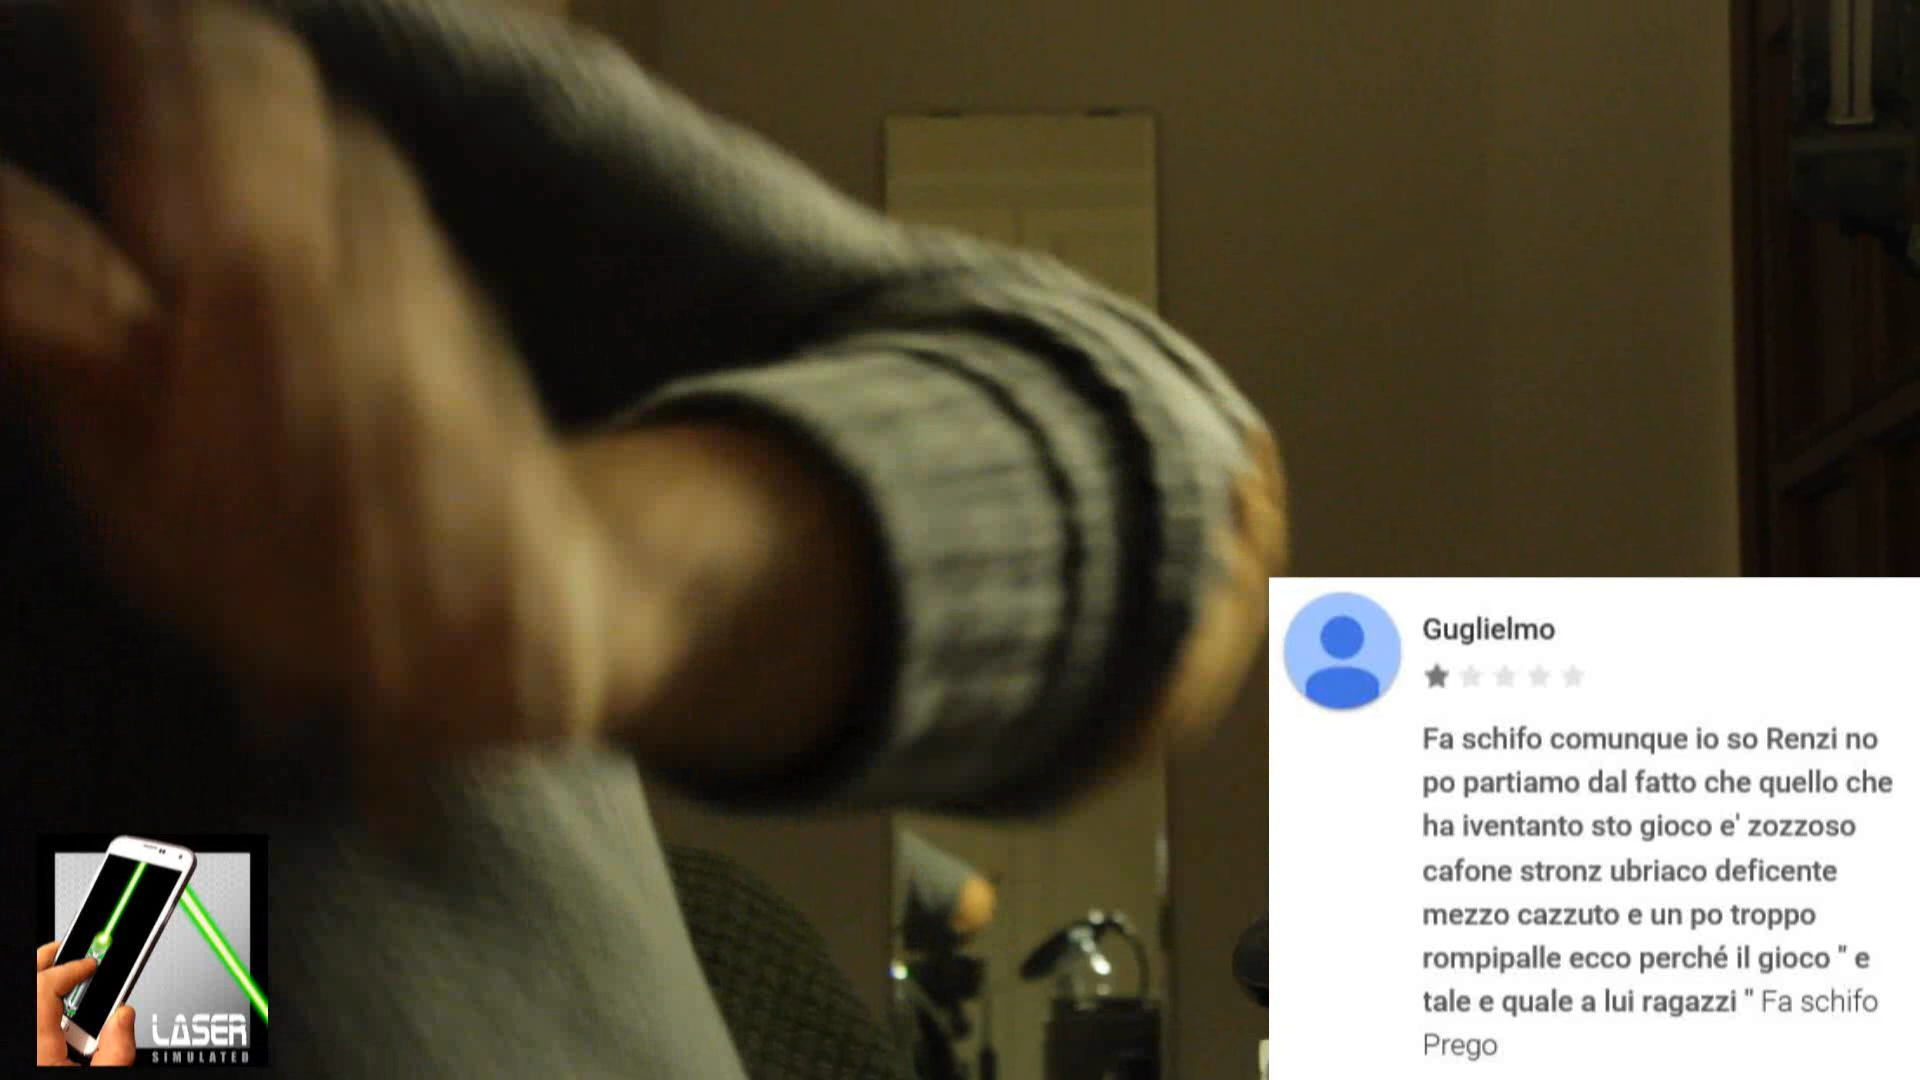 Guglielmo
Fa schifo comunque io so Renzi no
po partiamo dal fatto che quello che
ha iventanto sto gioco e' zozzoso
cafone stronz ubriaco deficente
mezzo cazzuto e un po troppo
rompipalle ecco perché il gioco " e
tale e quale a lui ragazzi " Fa schifo
Prego
LASER
SIMULATED